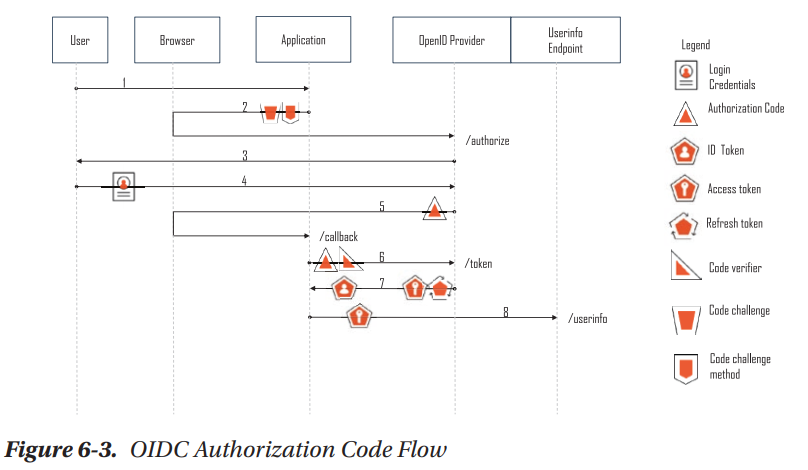 User
Browser
Application
OpenID Provider
Userinfo
Endpoint
Legend
Login
Credentials
Authorization Code
ID Token
Access token
Refresh token
Code verifier
Code challenge
Code challenge
method
1
2
/authorize
3
4
5
/callback
6
/token
7
8
/userinfo
Figure 6-3. OIDC Authorization Code Flow